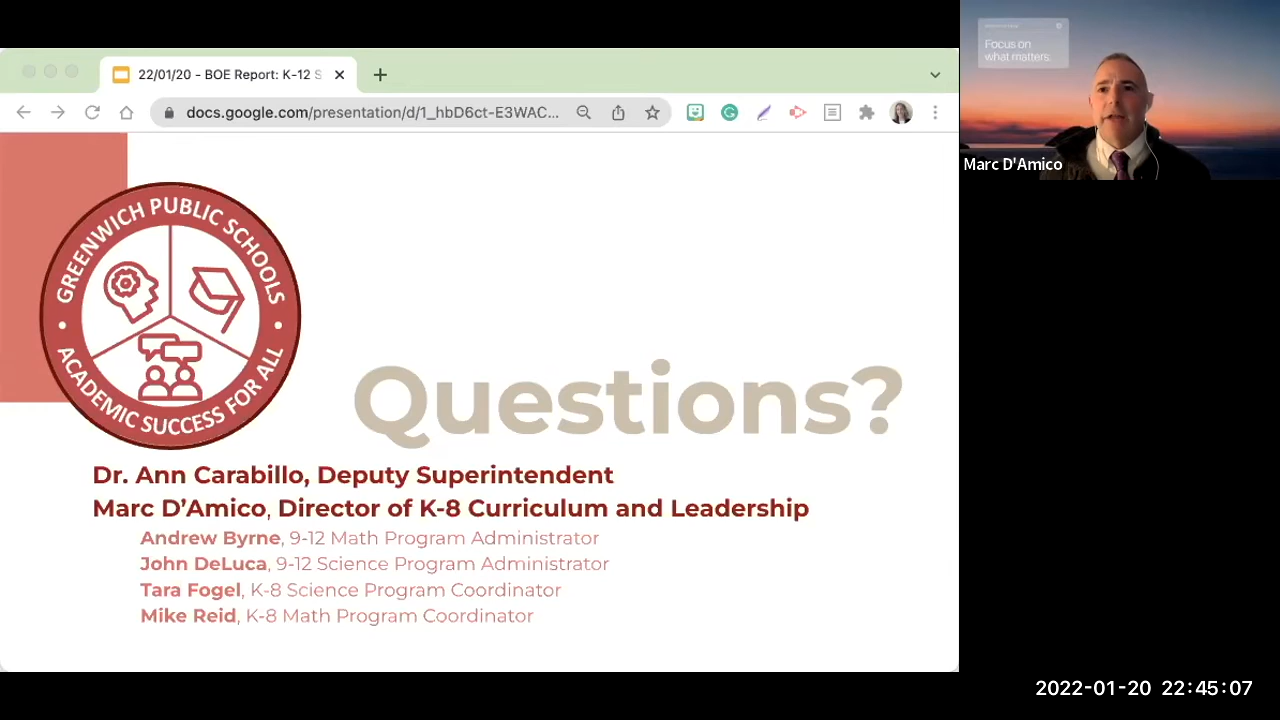 22/01/20 - BOE Report: K-12 S
docs.google.com/presentation/d/1_hbD6ct-E3WAC...
Focus on
what matters.
Marc D'Amico
GREENWICH PUBLIC SCHOOLS
ACADEMIC SUCCESS FOR ALL
Questions?
Dr. Ann Carabillo, Deputy Superintendent
Marc D’Amico, Director of K-8 Curriculum and Leadership
Andrew Byrne, 9-12 Math Program Administrator
John DeLuca, 9-12 Science Program Administrator
Tara Fogel, K-8 Science Program Coordinator
Mike Reid, K-8 Math Program Coordinator
2022-01-20 22:45:07